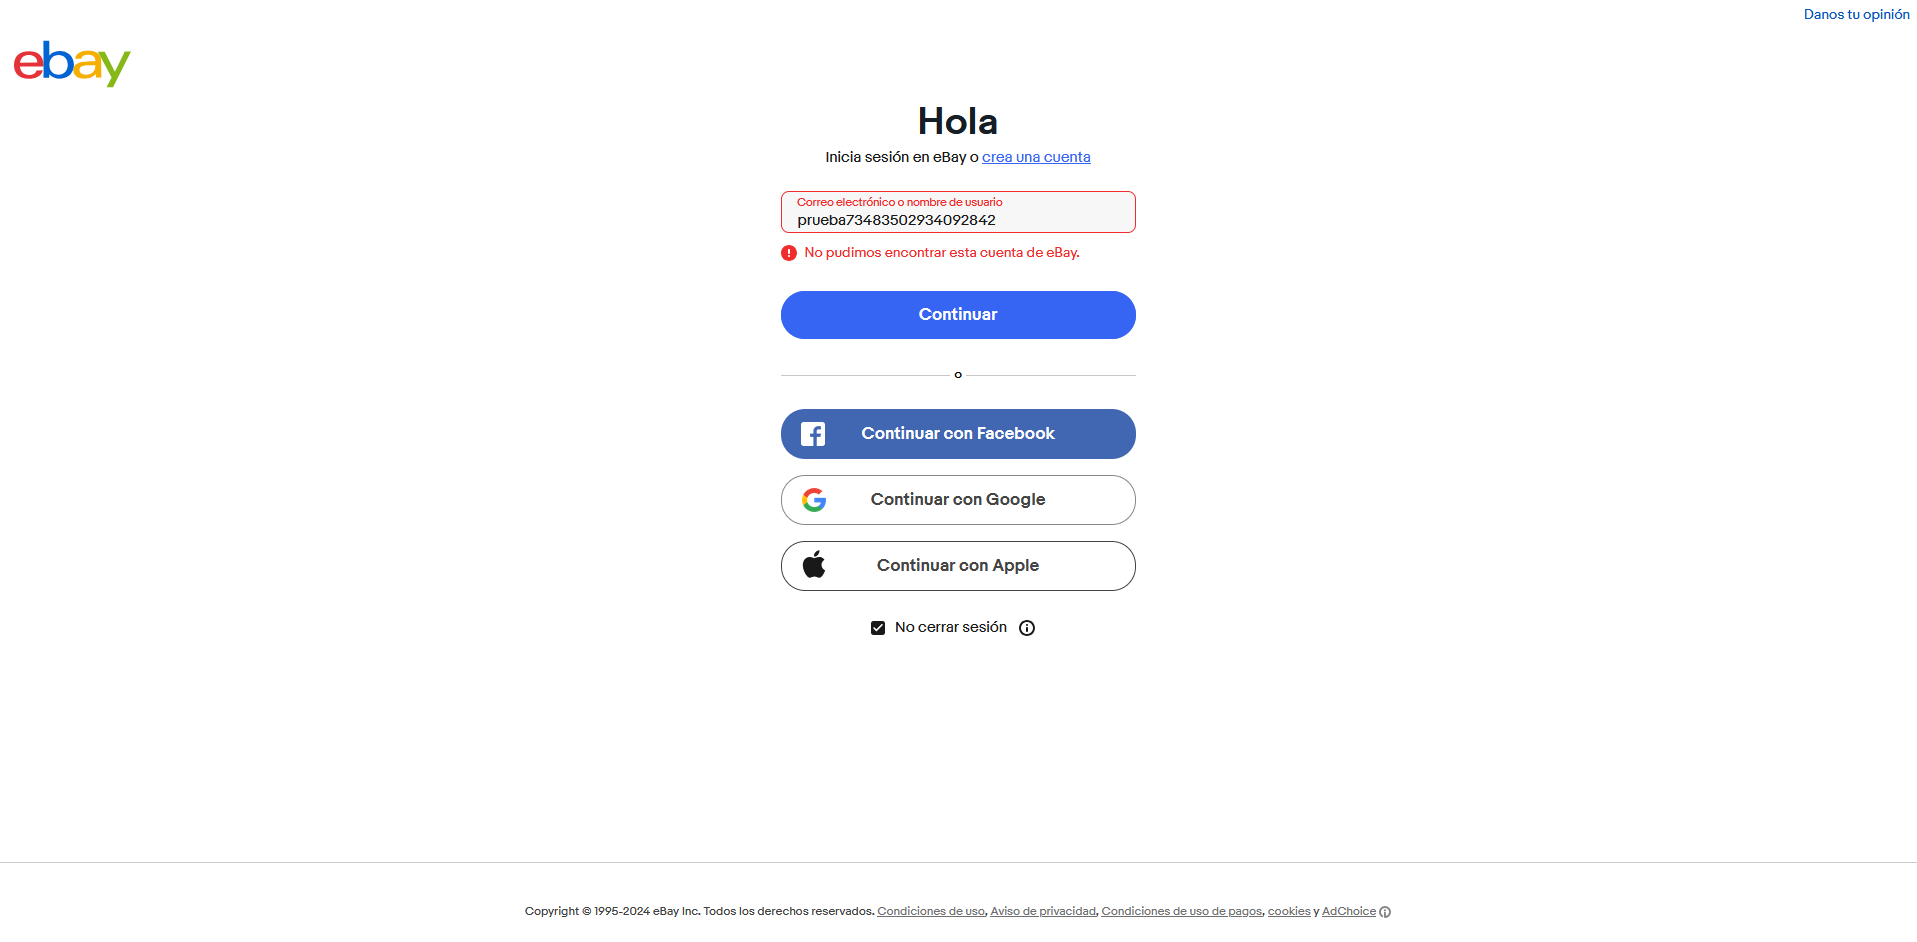 Danos tu opinión
ebay
Hola
Inicia sesión en eBay o crea una cuenta
Correo electrónico o nombre de usuario
prueba73483502934092842
No pudimos encontrar esta cuenta de eBay.
Continuar
o
Continuar con Facebook
Continuar con Google
Continuar con Apple
No cerrar sesión
Copyright © 1995-2024 eBay Inc. Todos los derechos reservados. Condiciones de uso, Aviso de privacidad, Condiciones de uso de pagos, cookies y AdChoice